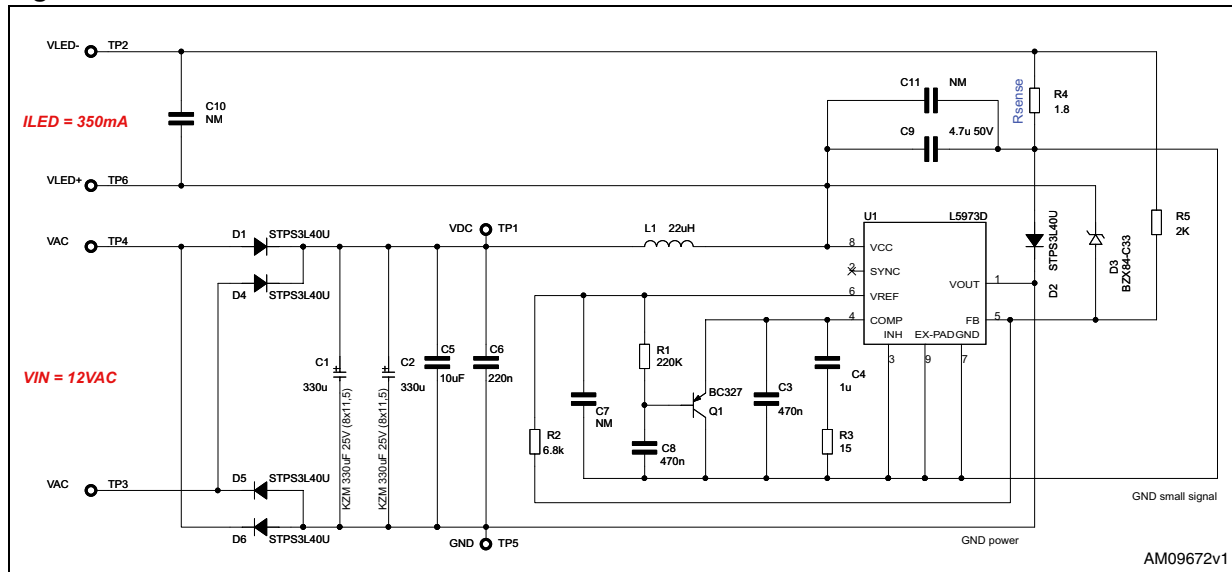 VLED-
TP2
C10
NM
ILED = 350mA
VLED+
TP6
C11
NM
C9
4.7u 50V
Rsense
R4
1.8
VAC
TP4
D1
STPS3L40U
D4
STPS3L40U
VDC
TP1
L1
22uH
U1
L5973D
8
VCC
2
SYNC
6
VREF
4
COMP
VOUT
1
FB
5
INH
EX-PAD
GND
3
9
7
D2
STPS3L40U
D3
BZX84-C33
R5
2K
VIN = 12VAC
C1
+
330u
KZM 330uF 25V (8x11,5)
C2
+
330u
KZM 330uF 25V (8x11,5)
C5
10uF
C6
220n
R2
6.8k
C7
NM
R1
220K
BC327
Q1
C8
470n
C3
470n
C4
1u
R3
15
VAC
TP3
D5
STPS3L40U
D6
STPS3L40U
GND
TP5
GND small signal
GND power
AM09672v1